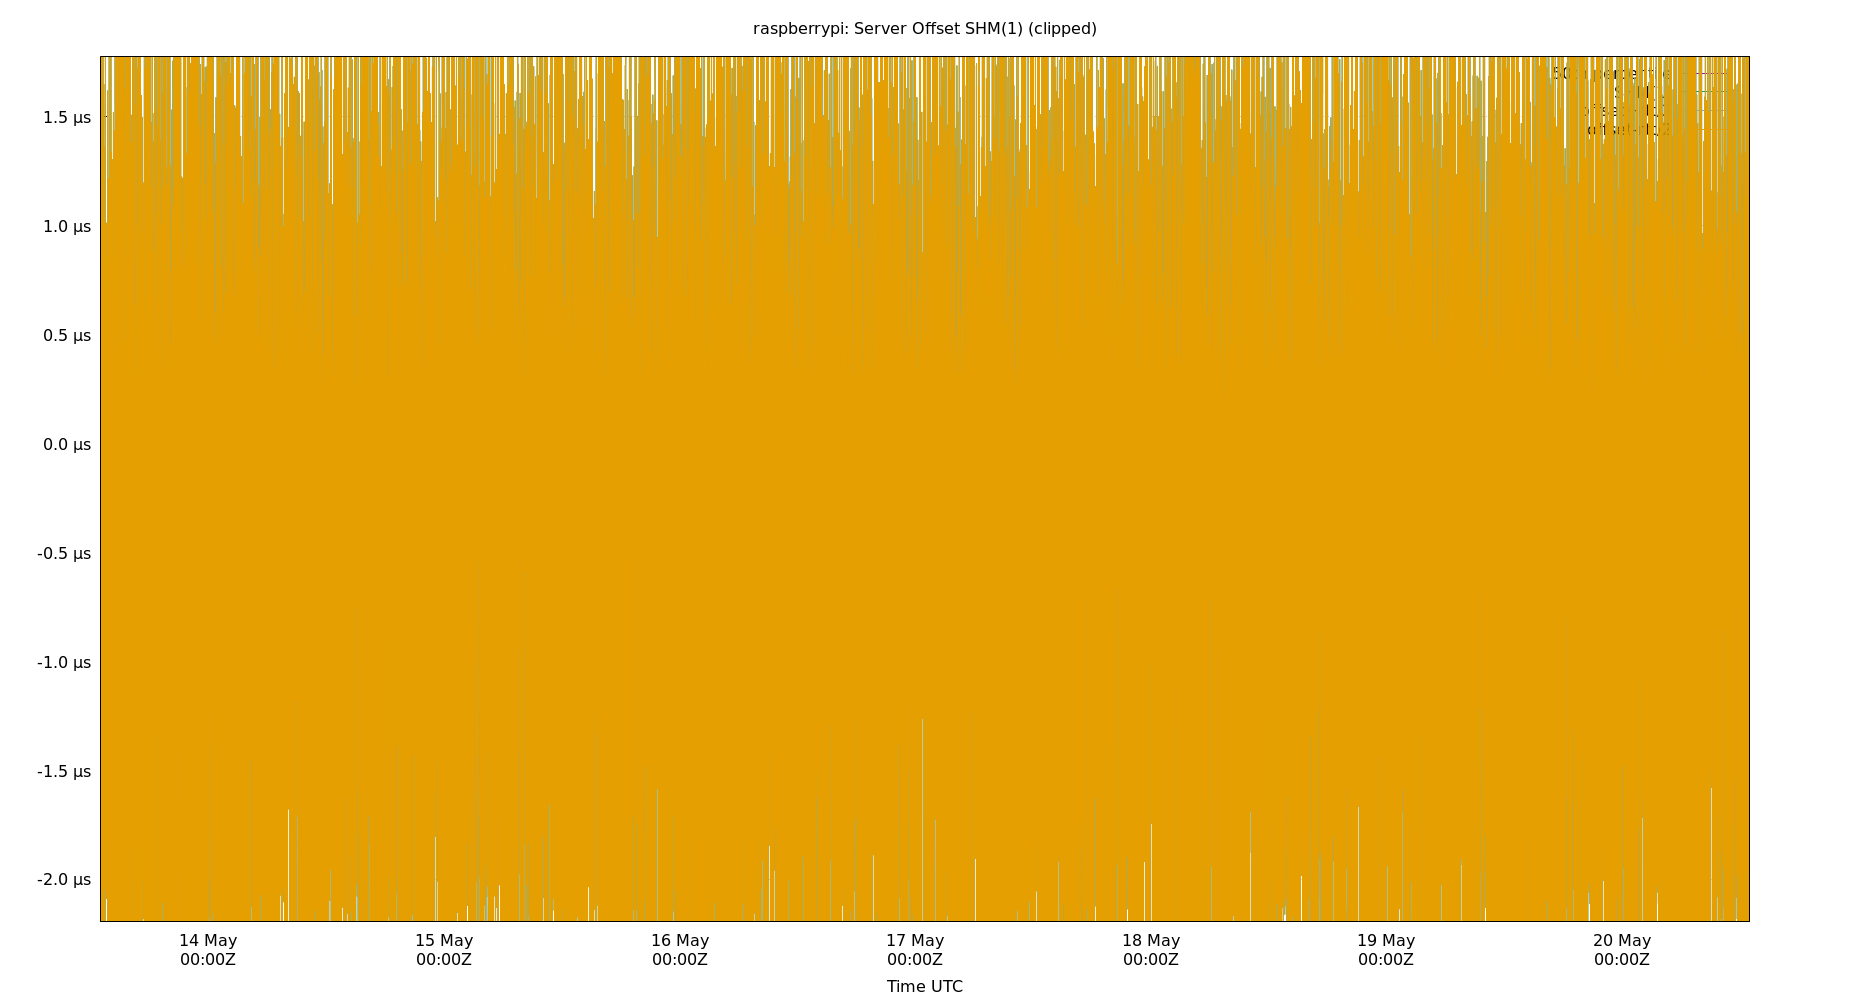 raspberrypi: Server Offset SHM(1) (clipped)
1.5 µs
1.0 µs
0.5 µs
0.0 µs
-0.5 µs
-1.0 µs
-1.5 µs
-2.0 µs
14 May
00:00Z
15 May
00:00Z
16 May
00:00Z
17 May
00:00Z
18 May
00:00Z
19 May
00:00Z
20 May
00:00Z
Time UTC